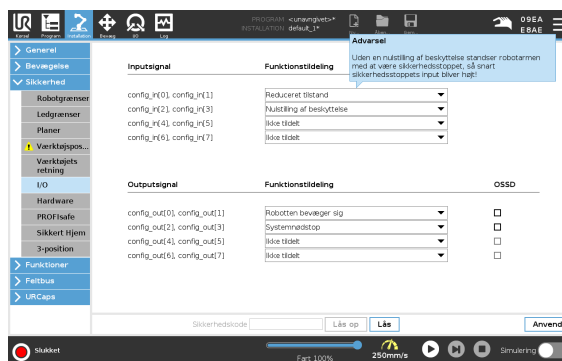 PROGRAM <unavngivet>*
INSTALLATION default_1*
09EA
E8AE
Kørsel Program Installation Bevæg I/O Log
Advarsel
Uden en nulstilling af beskyttelse standser robotarmen
med at være sikkerhedsstoppet, så snart
sikkerhedsstoppets input bliver højt!
Generel
Bevægelse
Sikkerhed
Robotgrænser
Ledgrænser
Planer
Værktøjspos...
Værktøjets
retning
I/O
Hardware
PROFIsafe
Sikkert Hjem
3-position
Funktioner
Feltbus
URCaps
Inputsignal Funktionstildeling
config_in[0], config_in[1] Reduceret tilstand
config_in[2], config_in[3] Nulstilling af beskyttelse
config_in[4], config_in[5] Ikke tildelt
config_in[6], config_in[7] Ikke tildelt
Outputsignal Funktionstildeling OSSD
config_out[0], config_out[1] Robotten bevæger sig
config_out[2], config_out[3] Systemnødstop
config_out[4], config_out[5] Ikke tildelt
config_out[6], config_out[7] Ikke tildelt
Sikkerhedskode Lås op Lås Anvend
Slukket Fart 100% 250mm/s Simulering